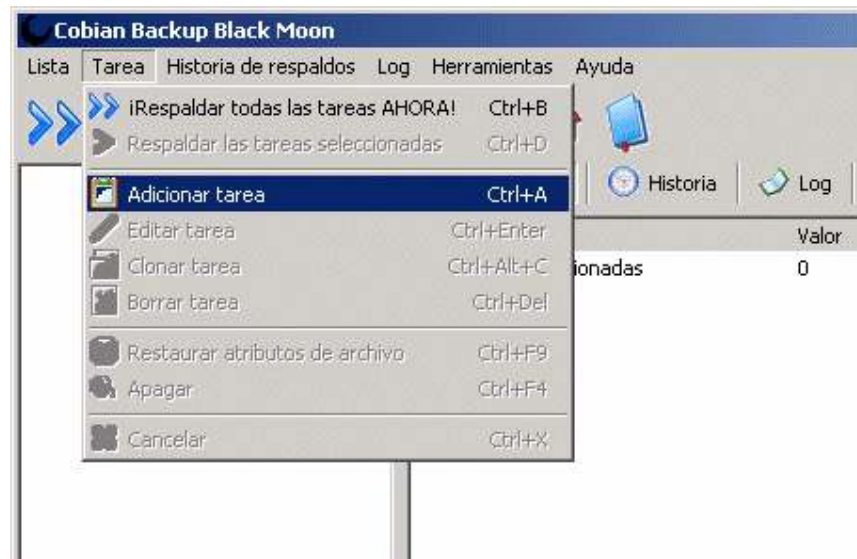 Cobian Backup Black Moon
Lista Tarea Historia de respaldos Log Herramientas Ayuda
¡Respaldar todas las tareas AHORA! Ctrl+B
Respaldar las tareas seleccionadas Ctrl+D
Historia Log
Adicionar tarea Ctrl+A
Editar tarea Ctrl+Enter
Valor
Clonar tarea Ctrl+Alt+C
ionadas 0
Borrar tarea Ctrl+Del
Restaurar atributos de archivo Ctrl+F9
Apagar Ctrl+F4
Cancelar Ctrl+X